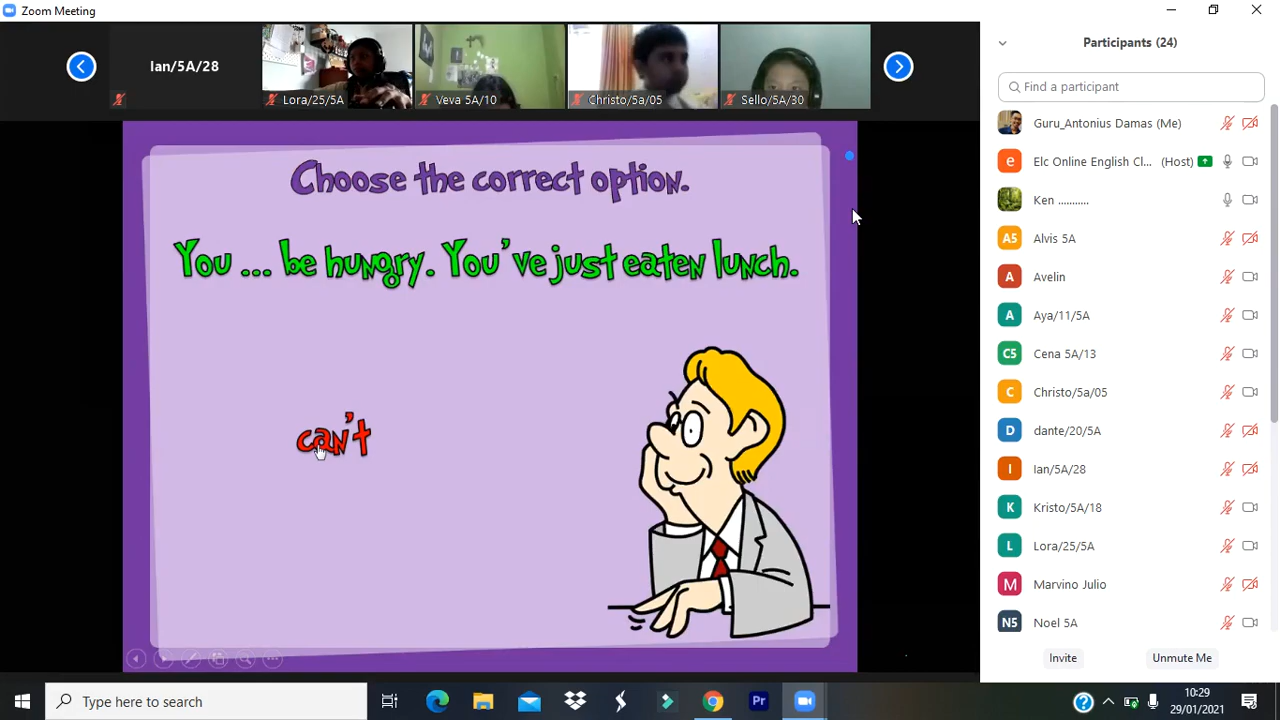 Zoom Meeting
Ian/5A/28
Lora/25/5A
Veva 5A/10
Christo/5a/05
Sello/5A/30
Choose the correct option.
You ... be hungry. You've just eaten lunch.
can't
Participants (24)
Find a participant
Guru_Antonius Damas (Me)
e Elc Online English Cl... (Host)
Ken ...........
A5 Alvis 5A
A Avelin
A Aya/11/5A
C5 Cena 5A/13
C Christo/5a/05
D dante/20/5A
I Ian/5A/28
K Kristo/5A/18
L Lora/25/5A
M Marvino Julio
N5 Noel 5A
Invite
Unmute Me
Type here to search
Pr
10:29
29/01/2021